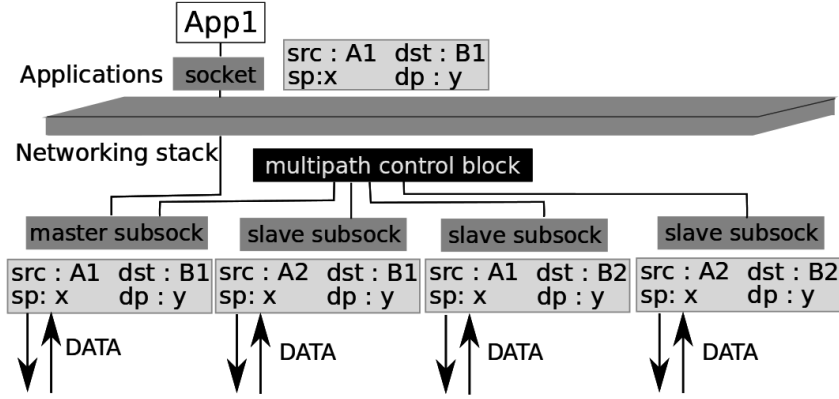 App1
Applications
socket
src : A1 dst : B1
sp:x dp : y
Networking stack
multipath control block
master subsock
slave subsock
slave subsock
slave subsock
src : A1 dst : B1
sp: x dp : y
src : A2 dst : B1
sp: x dp : y
src : A1 dst : B2
sp: x dp : y
src : A2 dst : B2
sp: x dp : y
DATA
DATA
DATA
DATA